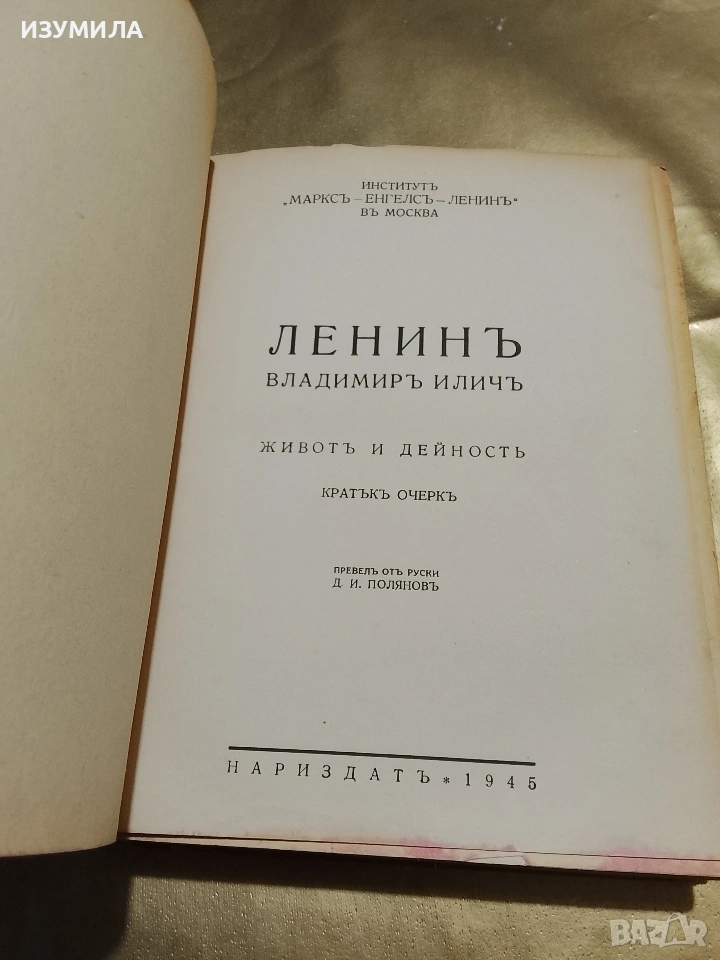 ИЗУМИЛА
ИНСТИТУТЪ
„МАРКСЪ – ЕНГЕЛСЪ – ЛЕНИНЪ“
ВЪ МОСКВА
ЛЕНИНЪ
ВЛАДИМИРЪ ИЛИЧЪ
ЖИВОТЪ И ДЕЙНОСТЬ
КРАТЪКЪ ОЧЕРКЪ
ПРЕВЕЛЪ ОТЪ РУСКИ
Д. И. ПОЛЯНОВЪ
НАРИЗДАТЪ * 1945
BAZAR